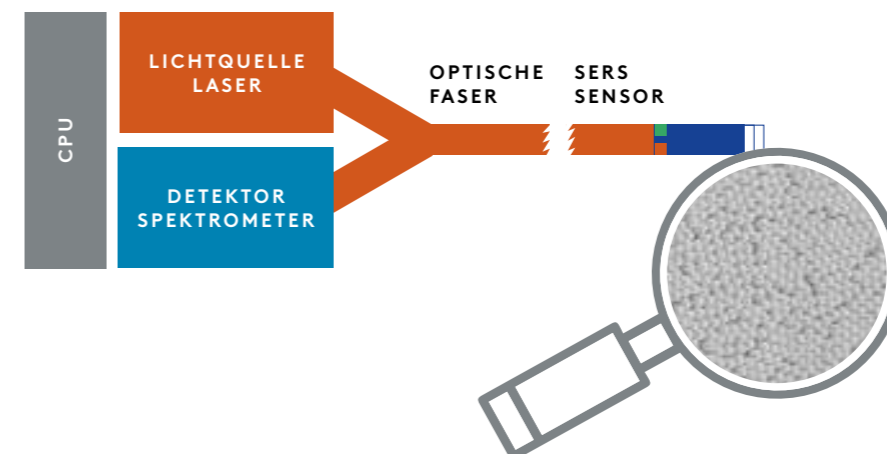 CPU
LICHTQUELLE
LASER
DETEKTOR
SPEKTROMETER
OPTISCHE
FASER
SERS
SENSOR